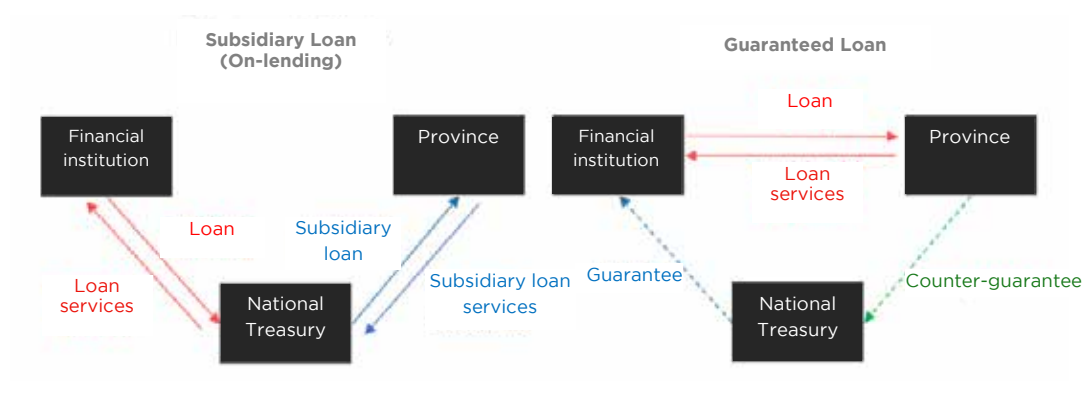 Subsidiary Loan
(On-lending)
Financial
institution
Province
Loan
Subsidiary
loan
Loan
services
Subsidiary loan
services
National
Treasury
Guaranteed Loan
Loan
Financial
institution
Province
Loan
services
Guarantee
Counter-guarantee
National
Treasury